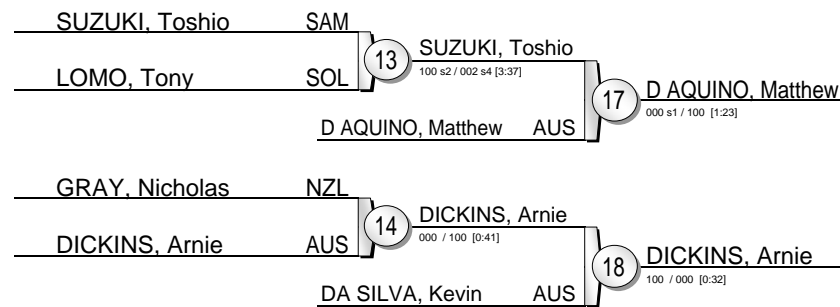 SUZUKI, Toshio SAM
13 SUZUKI, Toshio
100 s2 / 002 s4 [3:37]
LOMO, Tony SOL
17 D AQUINO, Matthew
000 s1 / 100 [1:23]
D AQUINO, Matthew AUS
GRAY, Nicholas NZL
14 DICKINS, Arnie
000 / 100 [0:41]
DICKINS, Arnie AUS
18 DICKINS, Arnie
100 / 000 [0:32]
DA SILVA, Kevin AUS